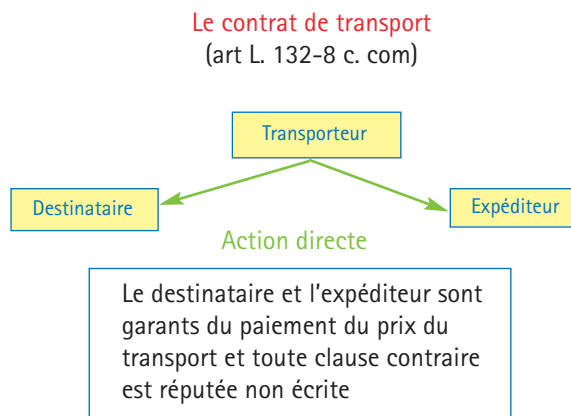 Le contrat de transport
(art L. 132-8 c. com)
Transporteur
Destinataire
Expéditeur
Action directe
Le destinataire et l'expéditeur sont
garants du paiement du prix du
transport et toute clause contraire
est réputée non écrite